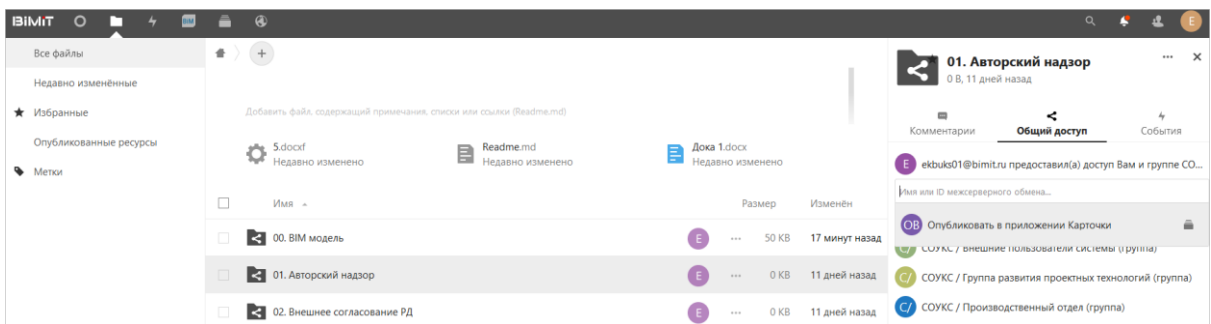 BIMIT
BIM
E
Все файлы
Недавно изменённые
Избранные
Опубликованные ресурсы
Метки
+
Добавить файл, содержащий примечания, списки или ссылки (Readme.md)
5.docxf
Недавно изменено
Readme.md
Недавно изменено
Дока 1.docx
Недавно изменено
Имя
Размер
Изменён
00. BIM модель
E
50 KB
17 минут назад
01. Авторский надзор
E
0 KB
11 дней назад
02. Внешнее согласование РД
E
0 KB
11 дней назад
01. Авторский надзор
0 B, 11 дней назад
Комментарии
Общий доступ
События
E
ekbuks01@bimit.ru предоставил(а) доступ Вам и группе СО...
Имя или ID межсерверного обмена...
ОВ
Опубликовать в приложении Карточки
С/
СОУКС / Внешние пользователи системы (группа)
С/
СОУКС / Группа развития проектных технологий (группа)
С/
СОУКС / Производственный отдел (группа)